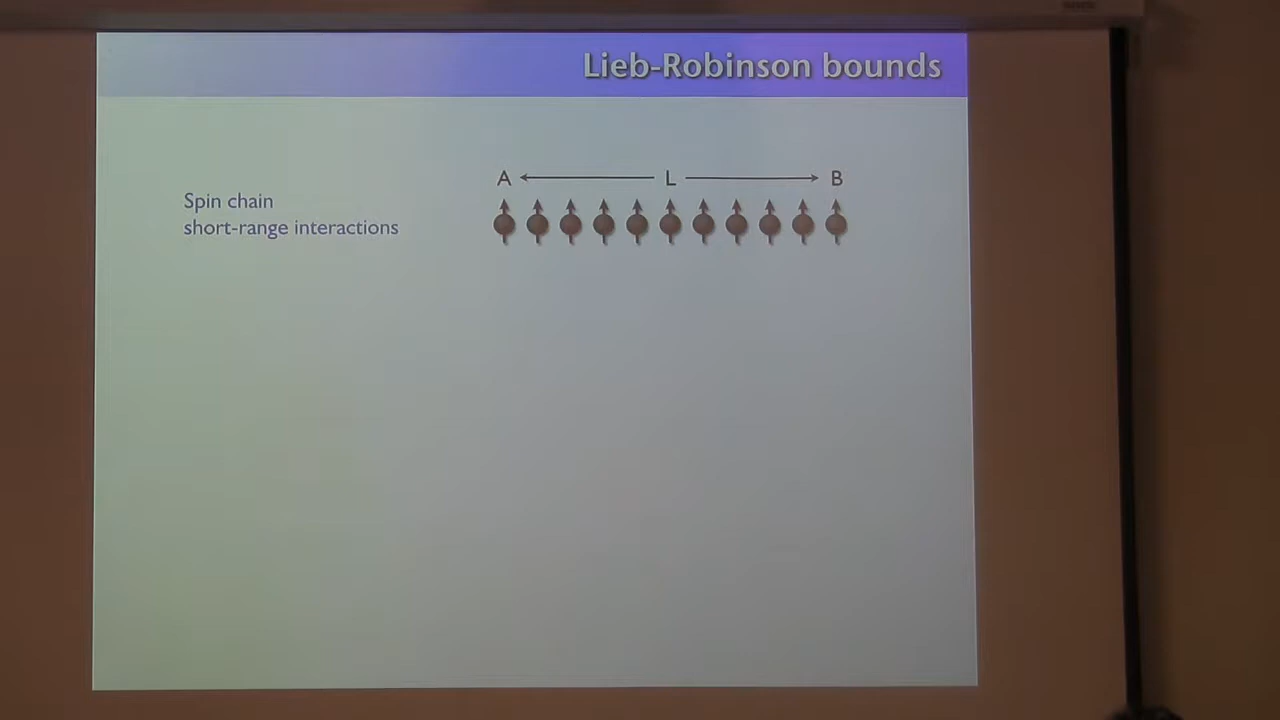 Lieb-Robinson bounds
A L B
Spin chain
short-range interactions